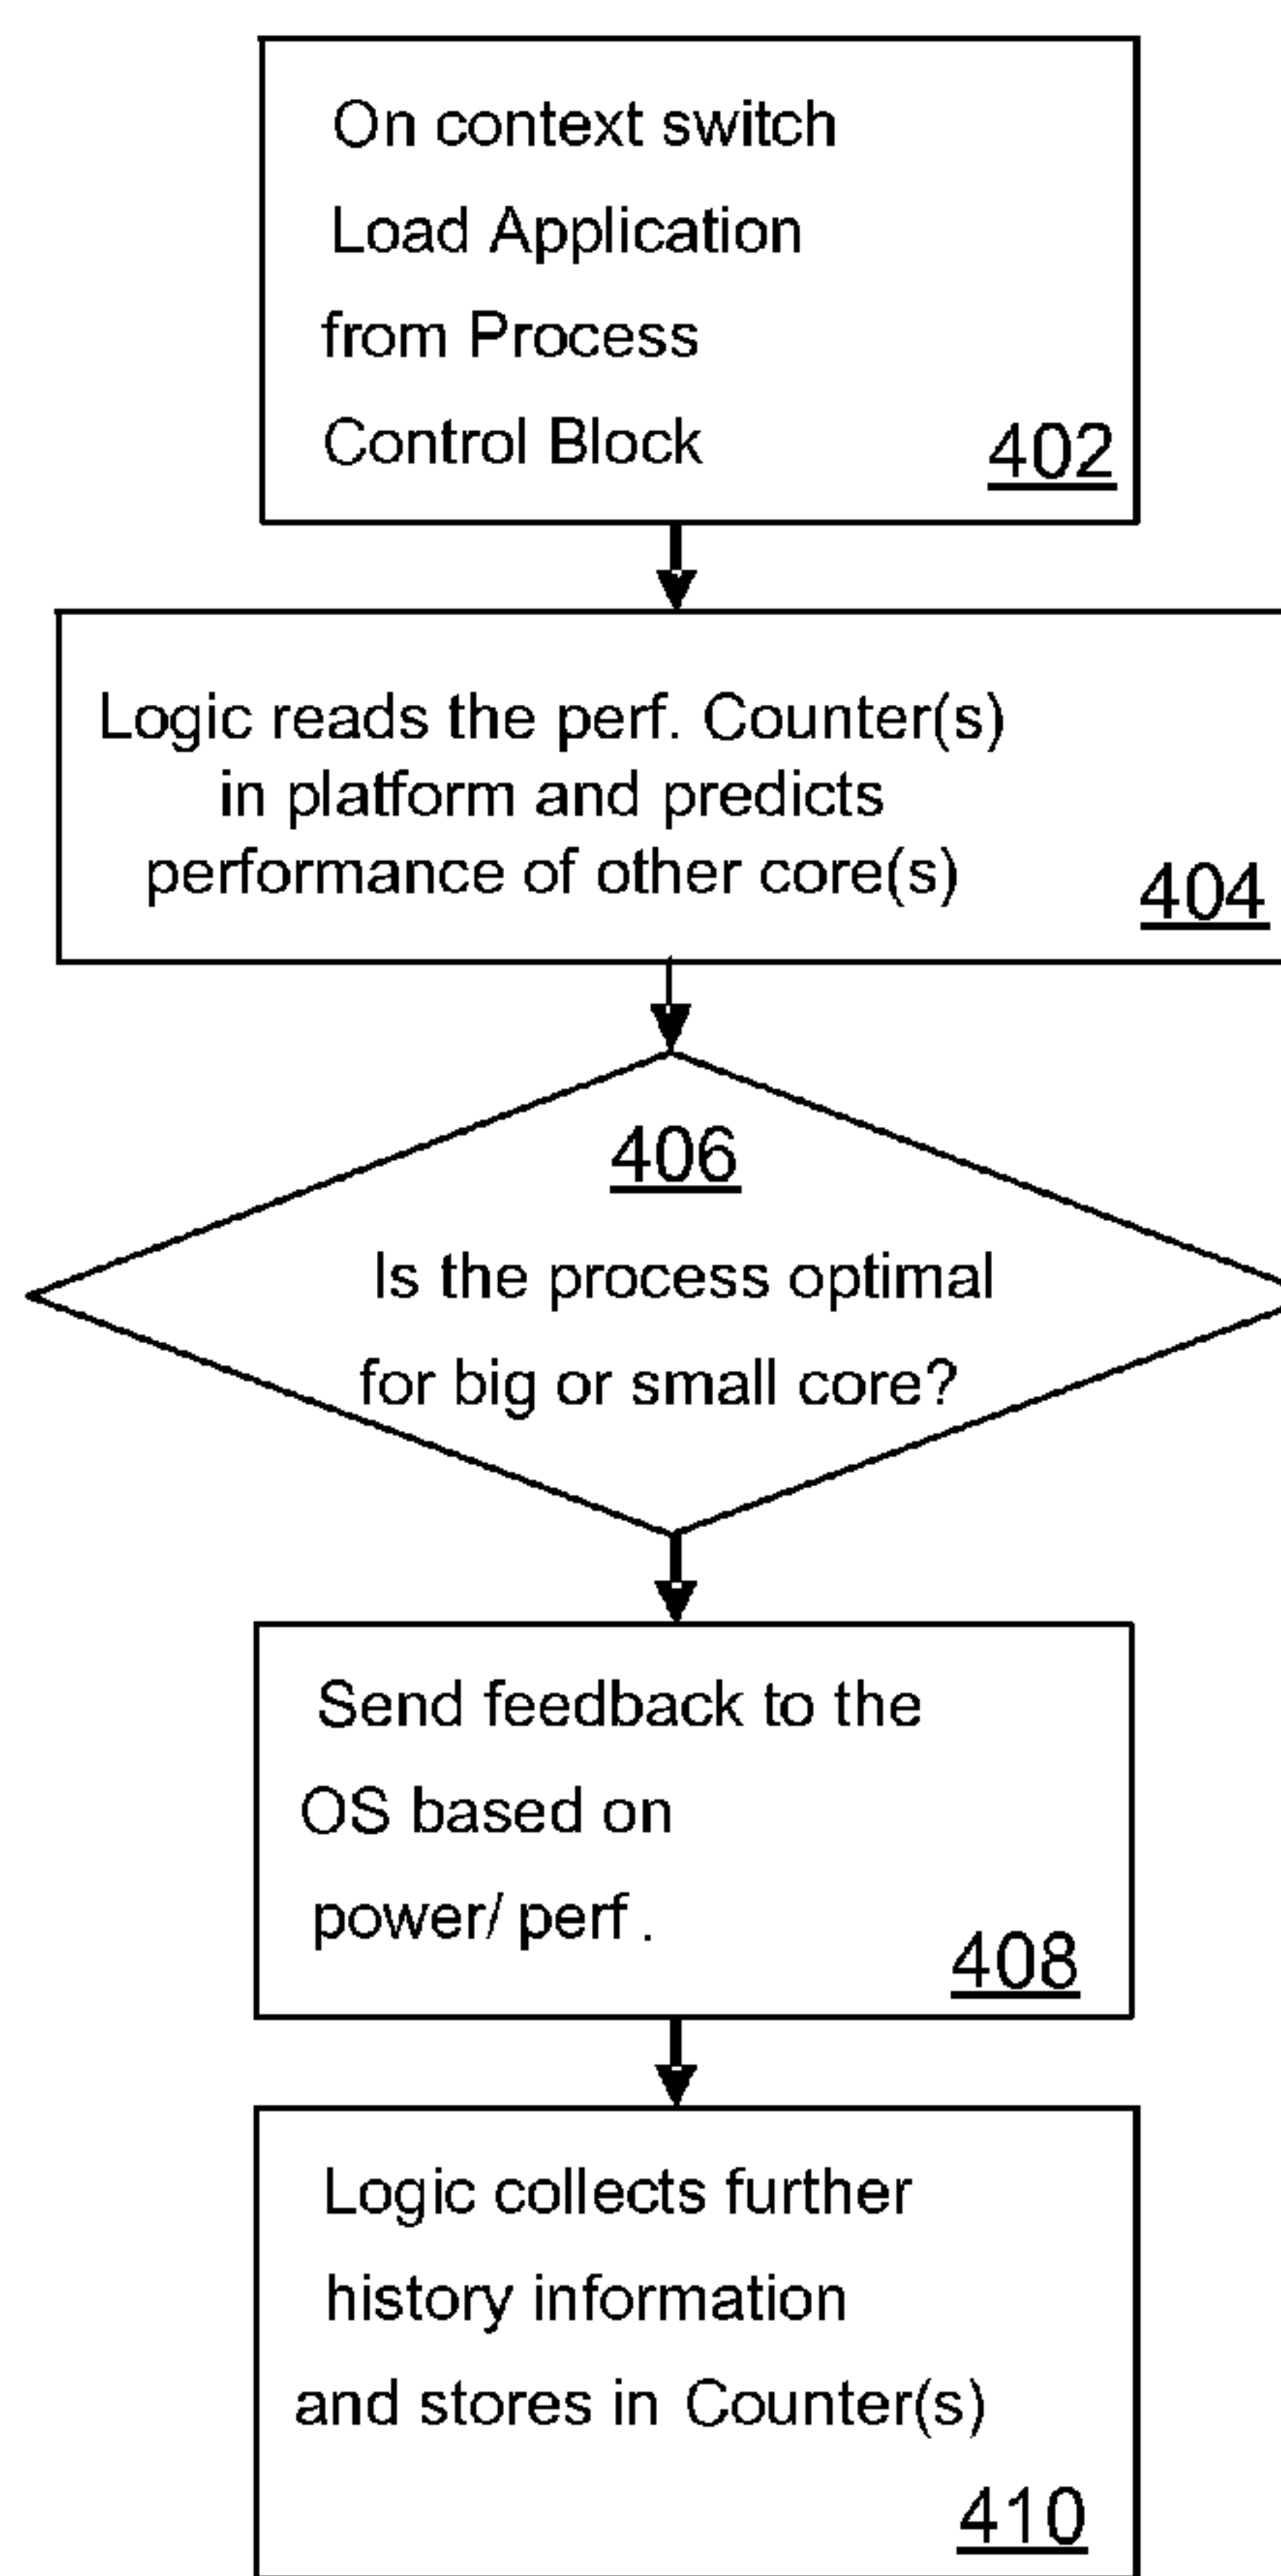 On context switch
Load Application
from Process
Control Block
402
Logic reads the perf. Counter(s)
in platform and predicts
performance of other core(s)
404
406
Is the process optimal
for big or small core?
Send feedback to the
OS based on
power/ perf .
408
Logic collects further
history information
and stores in Counter(s)
410